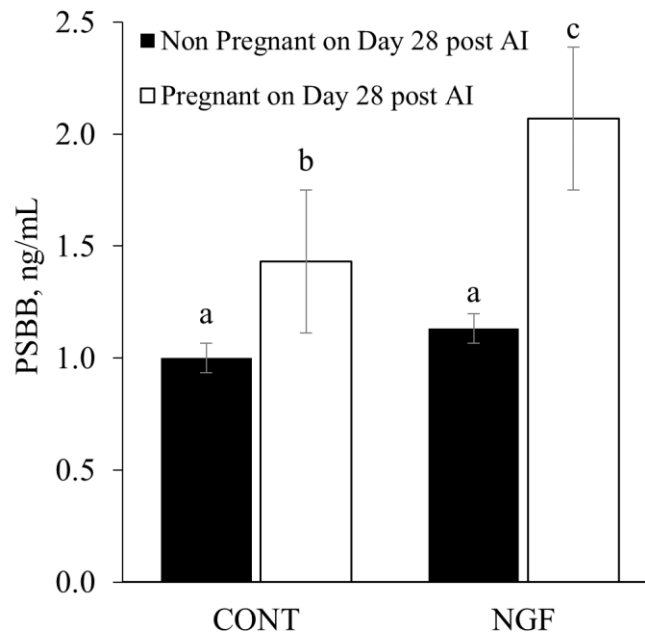 2.5
2.0
1.5
1.0
0.5
0.0
PSBB, ng/mL
Non Pregnant on Day 28 post AI
Pregnant on Day 28 post AI
a
b
a
c
CONT
NGF